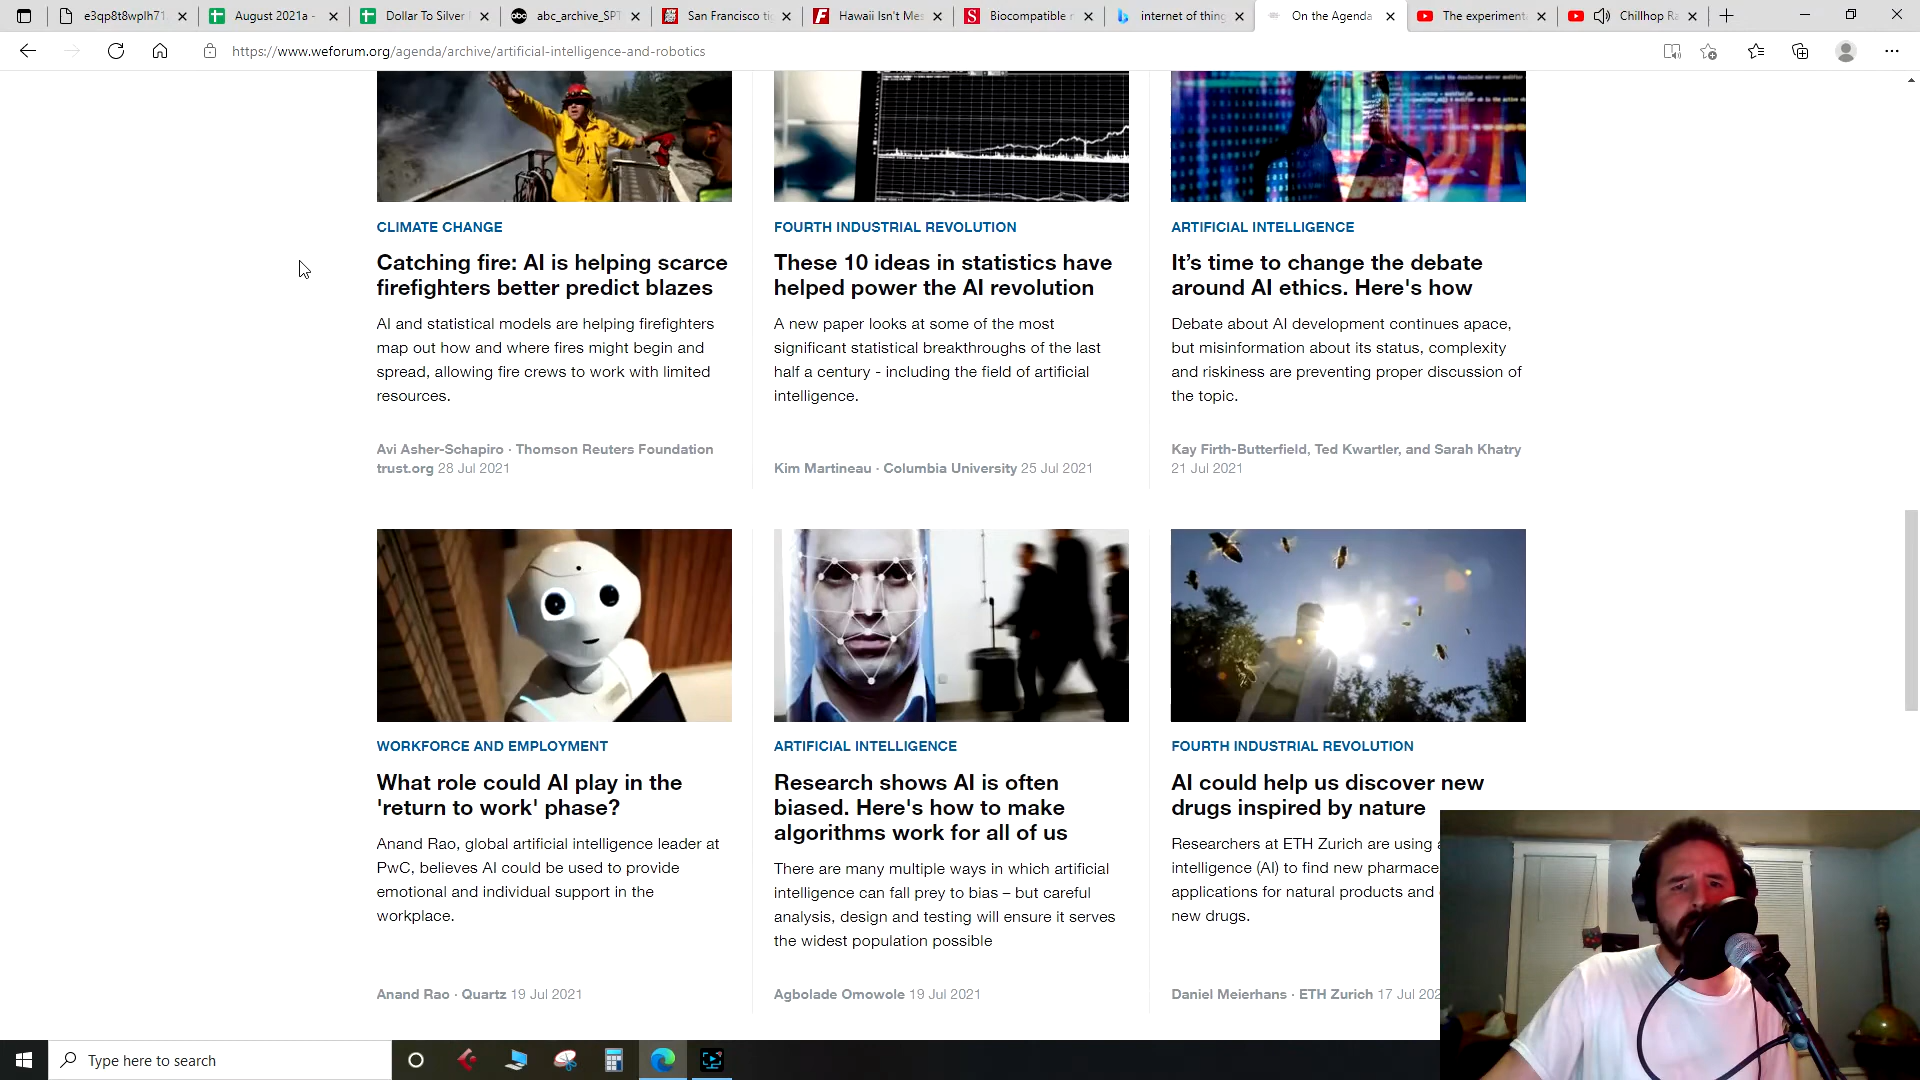 e3qp8t8wplh71
August 2021a -
Dollar To Silver
abc_archive_SPT
San Francisco
Hawaii Isn't Me
Biocompatible
internet of thing
On the Agenda
The experiment
Chillhop Ra
https://www.weforum.org/agenda/archive/artificial-intelligence-and-robotics
CLIMATE CHANGE
Catching fire: AI is helping scarce
firefighters better predict blazes
AI and statistical models are helping firefighters
map out how and where fires might begin and
spread, allowing fire crews to work with limited
resources.
Avi Asher-Schapiro · Thomson Reuters Foundation
trust.org 28 Jul 2021
FOURTH INDUSTRIAL REVOLUTION
These 10 ideas in statistics have
helped power the AI revolution
A new paper looks at some of the most
significant statistical breakthroughs of the last
half a century - including the field of artificial
intelligence.
Kim Martineau · Columbia University 25 Jul 2021
ARTIFICIAL INTELLIGENCE
It’s time to change the debate
around AI ethics. Here's how
Debate about AI development continues apace,
but misinformation about its status, complexity
and riskiness are preventing proper discussion of
the topic.
Kay Firth-Butterfield, Ted Kwartler, and Sarah Khatry
21 Jul 2021
WORKFORCE AND EMPLOYMENT
What role could AI play in the
'return to work' phase?
Anand Rao, global artificial intelligence leader at
PwC, believes AI could be used to provide
emotional and individual support in the
workplace.
Anand Rao · Quartz 19 Jul 2021
ARTIFICIAL INTELLIGENCE
Research shows AI is often
biased. Here's how to make
algorithms work for all of us
There are many multiple ways in which artificial
intelligence can fall prey to bias – but careful
analysis, design and testing will ensure it serves
the widest population possible
Agbolade Omowole 19 Jul 2021
FOURTH INDUSTRIAL REVOLUTION
AI could help us discover new
drugs inspired by nature
Researchers at ETH Zurich are using
intelligence (AI) to find new pharmace
applications for natural products and
new drugs.
Daniel Meierhans · ETH Zurich 17 Jul 202
Type here to search